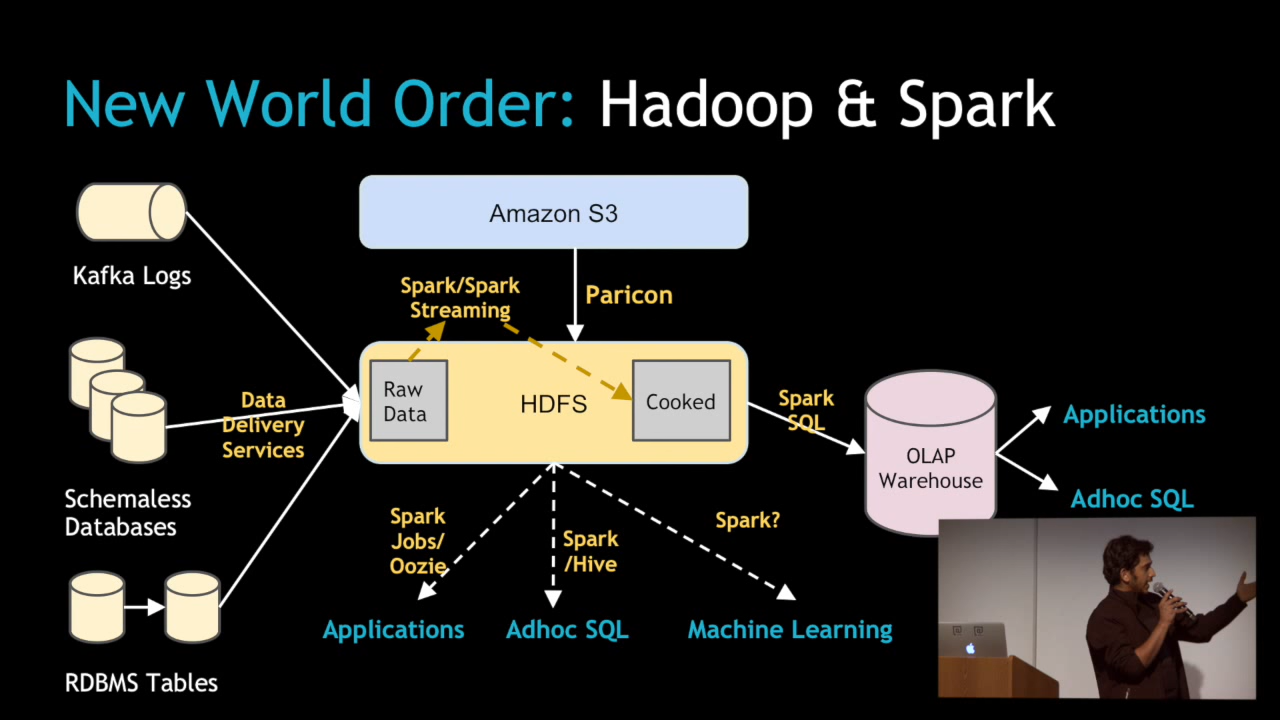 New World Order: Hadoop & Spark
Amazon S3
Kafka Logs
Spark/Spark
Streaming
Paricon
Raw
Data
HDFS
Cooked
Data
Delivery
Services
Spark
SQL
OLAP
Warehouse
Applications
Adhoc SQL
Schemaless
Databases
Spark
Jobs/
Oozie
Spark
/Hive
Spark?
Applications
Adhoc SQL
Machine Learning
RDBMS Tables